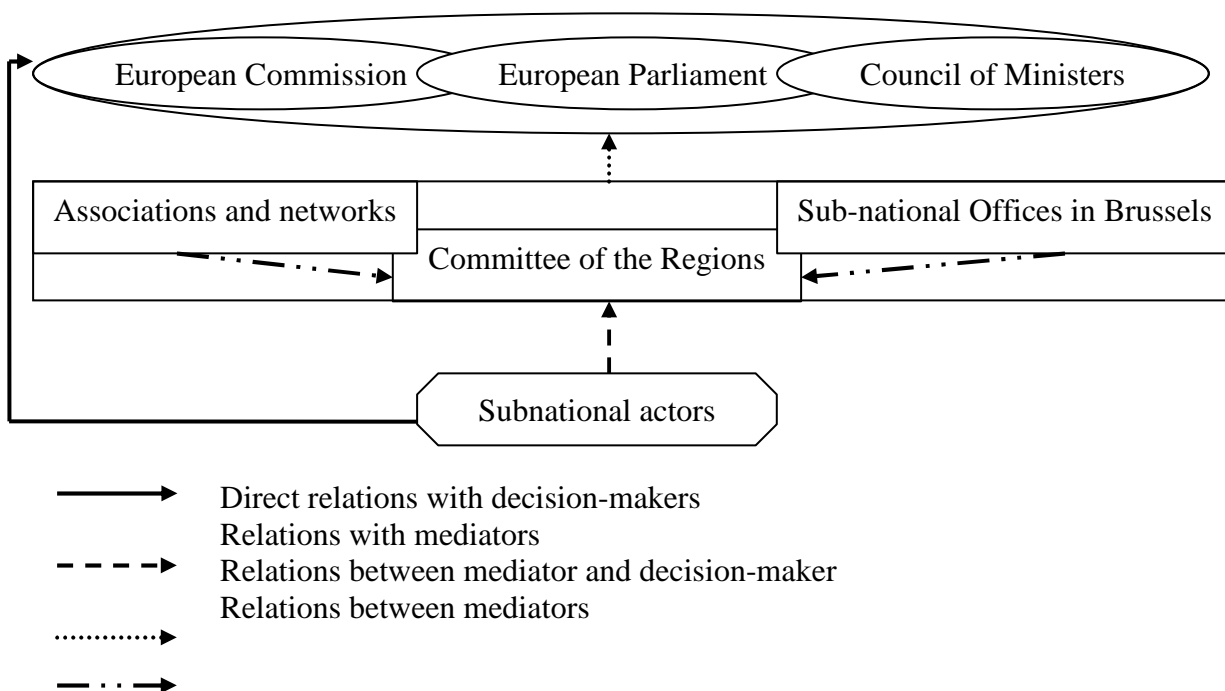 European Commission
European Parliament
Council of Ministers
Associations and networks
Sub-national Offices in Brussels
Committee of the Regions
Subnational actors
Direct relations with decision-makers
Relations with mediators
Relations between mediator and decision-maker
Relations between mediators